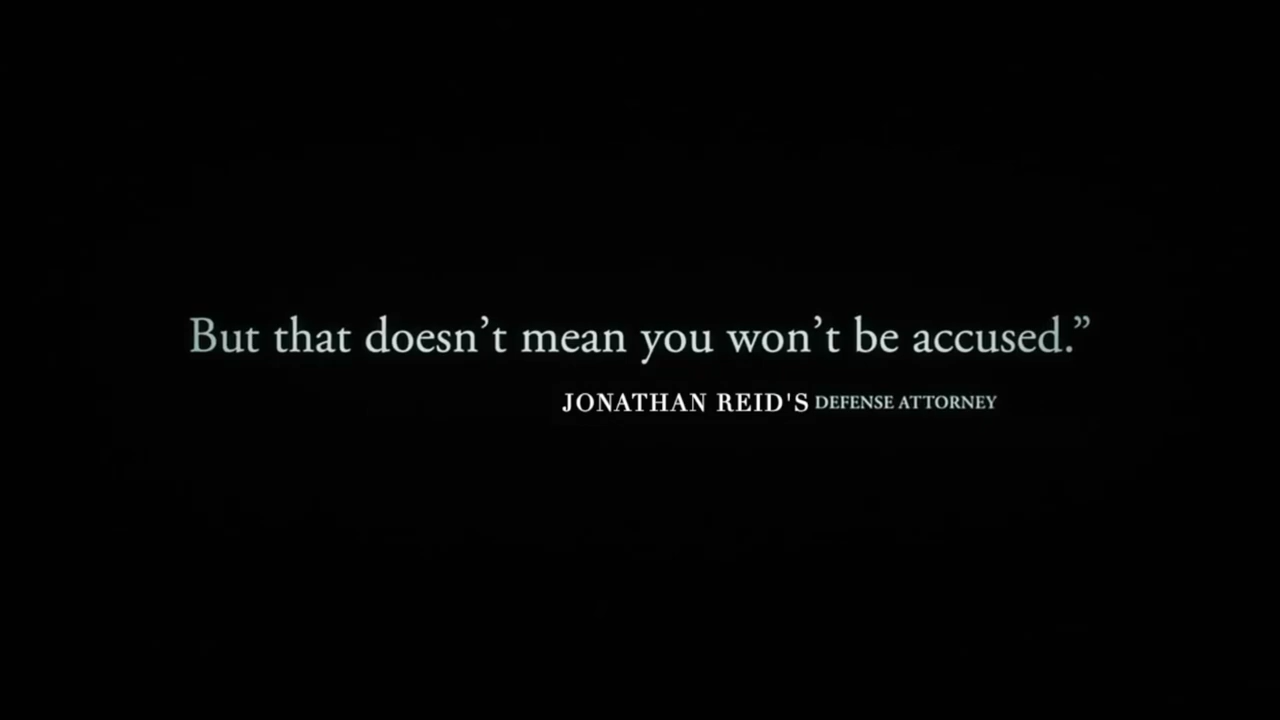 But that doesn’t mean you won’t be accused.”
JONATHAN REID'S DEFENSE ATTORNEY